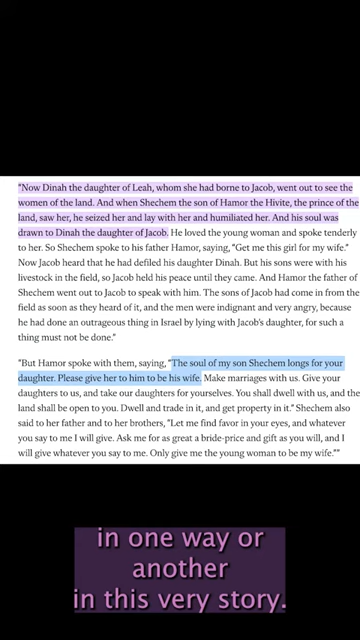 "Now Dinah the daughter of Leah, whom she had borne to Jacob, went out to see the
women of the land. And when Shechem the son of Hamor the Hivite, the prince of the
land, saw her, he seized her and lay with her and humiliated her. And his soul was
drawn to Dinah the daughter of Jacob. He loved the young woman and spoke tenderly
to her. So Shechem spoke to his father Hamor, saying, "Get me this girl for my wife."
Now Jacob heard that he had defiled his daughter Dinah. But his sons were with his
livestock in the field, so Jacob held his peace until they came. And Hamor the father of
Shechem went out to Jacob to speak with him. The sons of Jacob had come in from the
field as soon as they heard of it, and the men were indignant and very angry, because
he had done an outrageous thing in Israel by lying with Jacob's daughter, for such a
thing must not be done."
"But Hamor spoke with them, saying, "The soul of my son Shechem longs for your
daughter. Please give her to him to be his wife. Make marriages with us. Give your
daughters to us, and take our daughters for yourselves. You shall dwell with us, and the
land shall be open to you. Dwell and trade in it, and get property in it." Shechem also
said to her father and to her brothers, "Let me find favor in your eyes, and whatever
you say to me I will give. Ask me for as great a bride-price and gift as you will, and I
will give whatever you say to me. Only give me the young woman to be my wife.""
in one way or
another
in this very story.